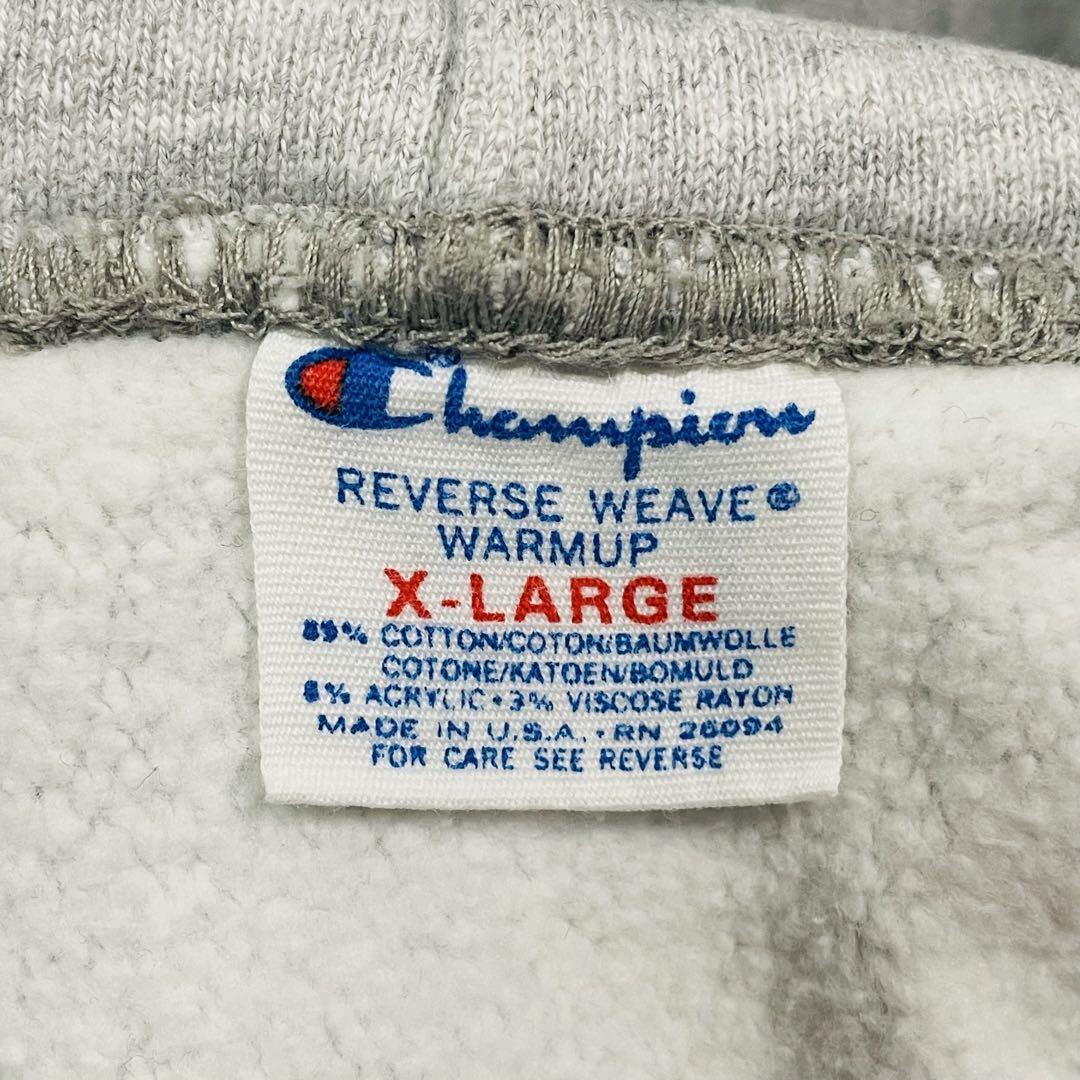 Champion®
REVERSE WEAVE®
WARMUP
X-LARGE
89% COTTON/COTON/BAUMWOLLE
COTONE/KATOEN/BOMULD
8% ACRYLIC • 3% VISCOSE RAYON
MADE IN U.S.A. • RN 26094
FOR CARE SEE REVERSE